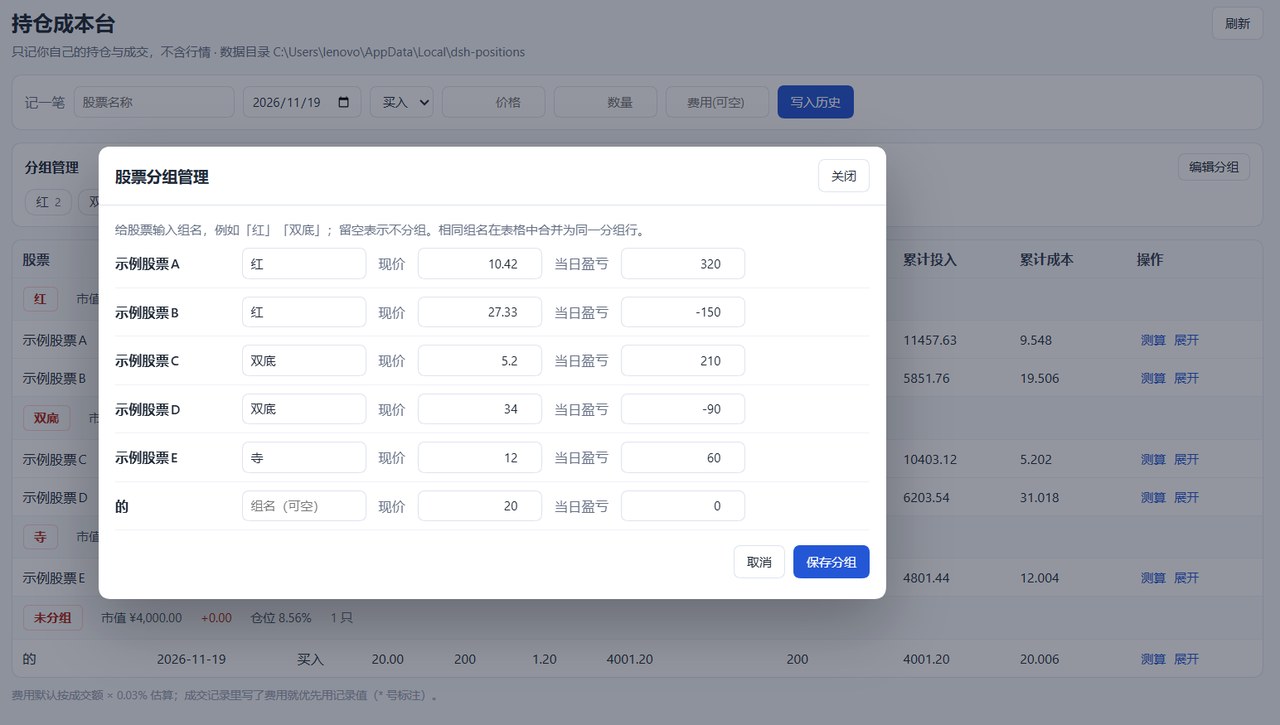 持仓成本台
刷新
只记你自己的持仓与成交，不含行情 · 数据目录 C:\Users\lenovo\AppData\Local\dsh-positions
记一笔 股票名称 2026/11/19 买入 价格 数量 费用(可空) 写入历史
分组管理 编辑分组
红 2 双
股票分组管理 关闭
给股票输入组名，例如「红」「双底」；留空表示不分组。相同组名在表格中合并为同一分组行。
示例股票A 红 现价 10.42 当日盈亏 320
示例股票B 红 现价 27.33 当日盈亏 -150
示例股票C 双底 现价 5.2 当日盈亏 210
示例股票D 双底 现价 34 当日盈亏 -90
示例股票E 寺 现价 12 当日盈亏 60
的 组名（可空） 现价 20 当日盈亏 0
取消 保存分组
股票 累计投入 累计成本 操作
红 市值
示例股票A 11457.63 9.548 测算 展开
示例股票B 5851.76 19.506 测算 展开
双底 市
示例股票C 10403.12 5.202 测算 展开
示例股票D 6203.54 31.018 测算 展开
寺 市值
示例股票E 4801.44 12.004 测算 展开
未分组 市值 ¥4,000.00 +0.00 仓位 8.56% 1 只
的 2026-11-19 买入 20.00 200 1.20 4001.20 200 4001.20 20.006 测算 展开
费用默认按成交额 × 0.03% 估算；成交记录里写了费用就优先用记录值（* 号标注）。